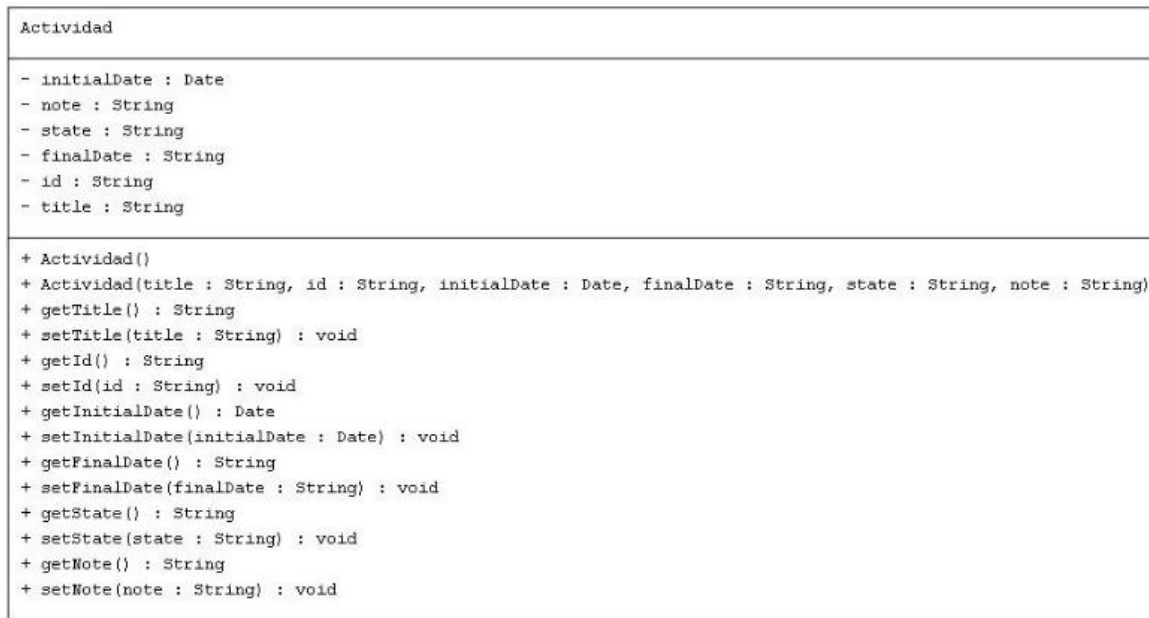 Actividad
- initialDate : Date
- note : String
- state : String
- finalDate : String
- id : String
- title : String
+ Actividad()
+ Actividad(title : String, id : String, initialDate : Date, finalDate : String, state : String, note : String)
+ getTitle() : String
+ setTitle(title : String) : void
+ getId() : String
+ setId(id : String) : void
+ getInitialDate() : Date
+ setInitialDate(initialDate : Date) : void
+ getFinalDate() : String
+ setFinalDate(finalDate : String) : void
+ getState() : String
+ setState(state : String) : void
+ getNote() : String
+ setNote(note : String) : void